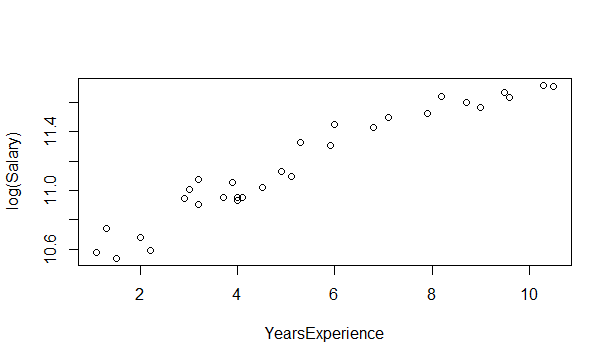 log(Salary)
11.4
11.0
10.6
2 4 6 8 10
YearsExperience